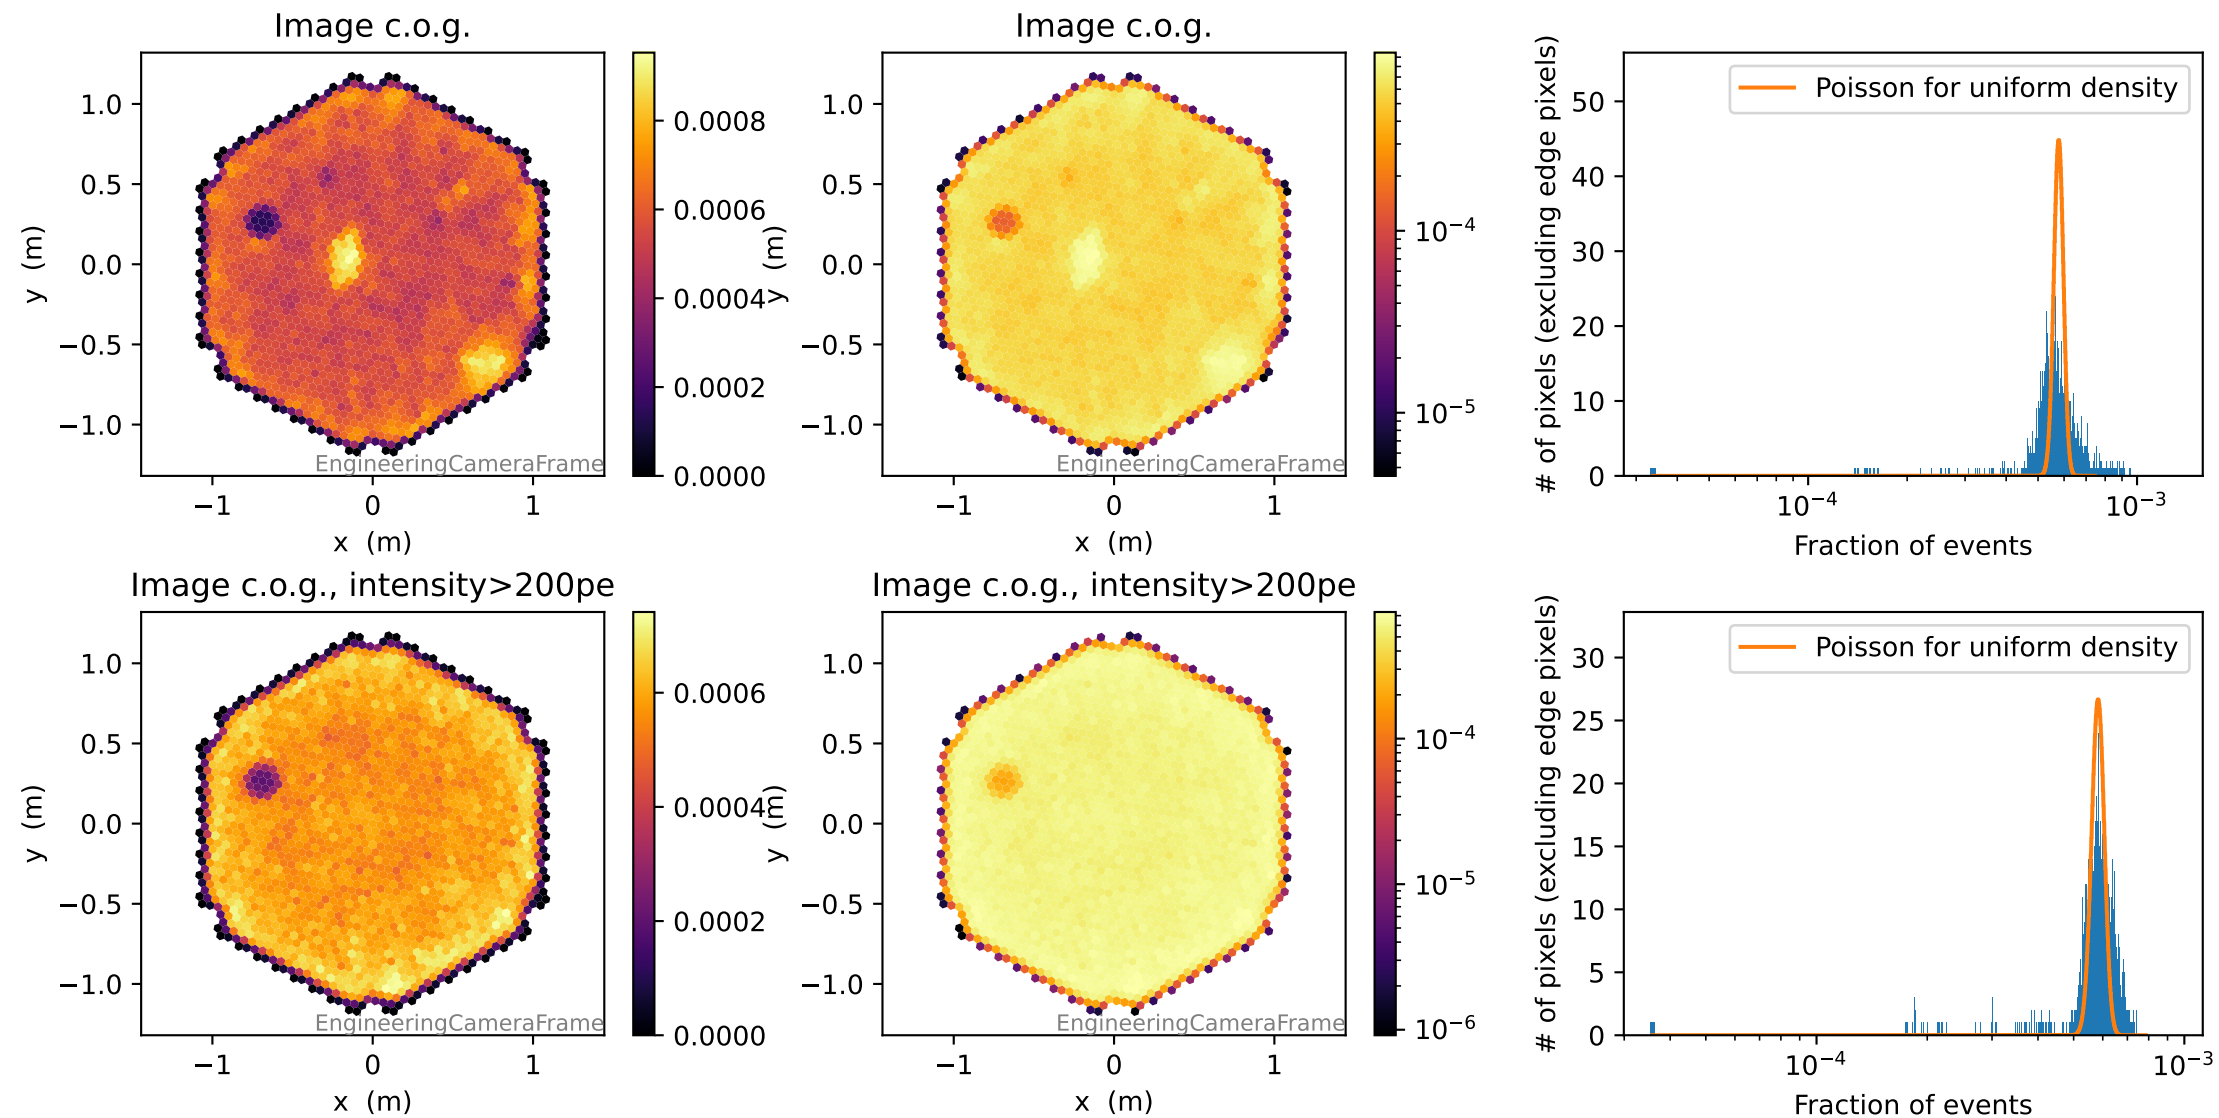 Image c.o.g.
1.0
0.5
0.0
−0.5
−1.0
y (m)
−1
0
1
x (m)
EngineeringCameraFrame
0.0008
0.0006
0.0004
0.0002
0.0000
Image c.o.g.
1.0
0.5
0.0
−0.5
−1.0
y (m)
−1
0
1
x (m)
EngineeringCameraFrame
10⁻⁴
10⁻⁵
# of pixels (excluding edge pixels)
50
40
30
20
10
0
Poisson for uniform density
10⁻⁴
10⁻³
Fraction of events
Image c.o.g., intensity>200pe
1.0
0.5
0.0
−0.5
−1.0
y (m)
−1
0
1
x (m)
EngineeringCameraFrame
0.0006
0.0004
0.0002
0.0000
Image c.o.g., intensity>200pe
1.0
0.5
0.0
−0.5
−1.0
y (m)
−1
0
1
x (m)
EngineeringCameraFrame
10⁻⁴
10⁻⁵
10⁻⁶
# of pixels (excluding edge pixels)
30
25
20
15
10
5
0
Poisson for uniform density
10⁻⁴
10⁻³
Fraction of events